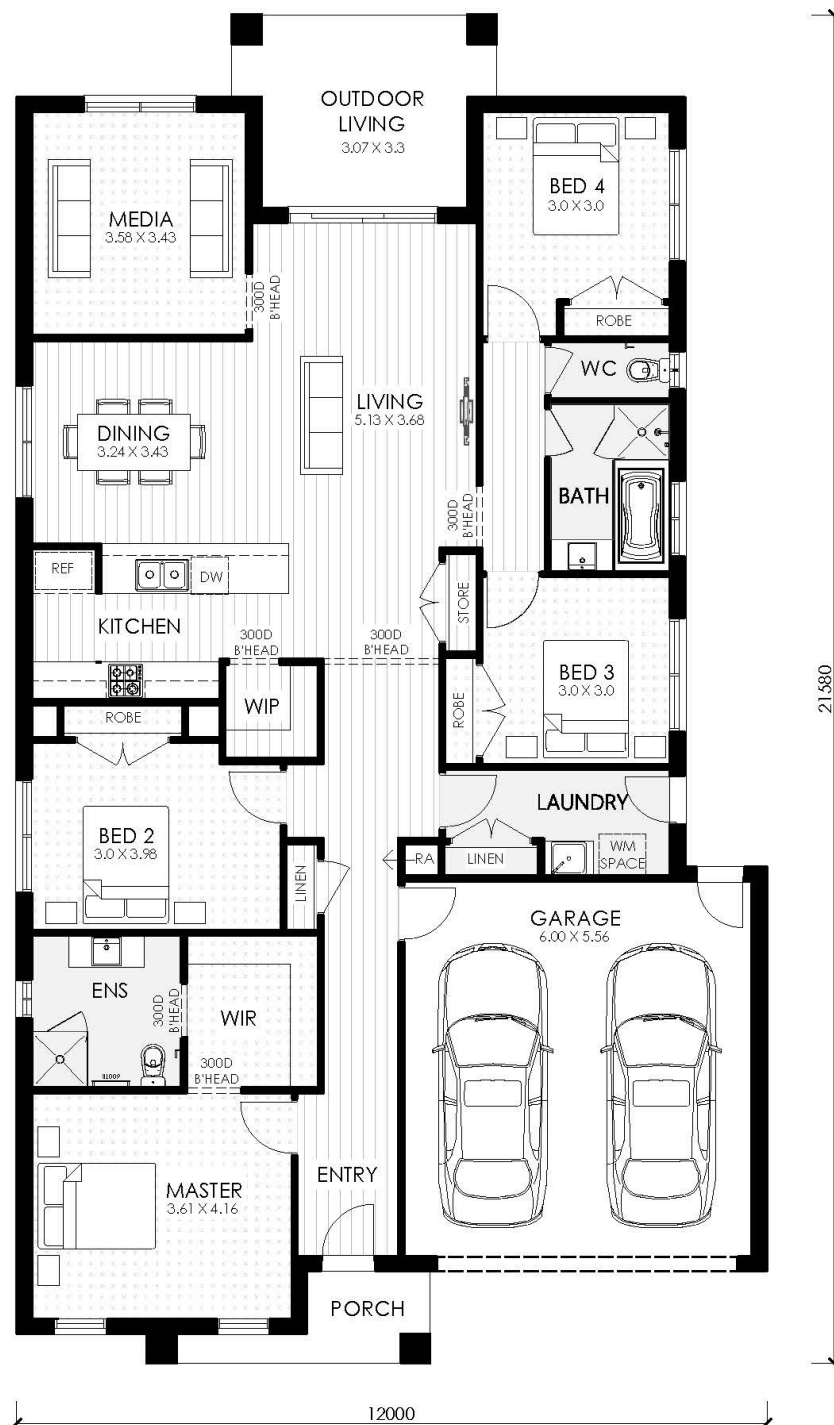 OUTDOOR
LIVING
3.07 X 3.3
BED 4
3.0 X 3.0
MEDIA
3.58 X 3.43
300D
B'HEAD
ROBE
WC
LIVING
5.13 X 3.68
DINING
3.24 X 3.43
BATH
300D
B'HEAD
REF
DW
STORE
KITCHEN
300D
B'HEAD
300D
B'HEAD
BED 3
3.0 X 3.0
21580
WIP
ROBE
ROBE
LAUNDRY
BED 2
3.0 X 3.98
WM
SPACE
RA
LINEN
LINEN
GARAGE
6.00 X 5.56
ENS
300D
B'HEAD
WIR
300D
B'HEAD
600TR
ENTRY
MASTER
3.61 X 4.16
PORCH
12000